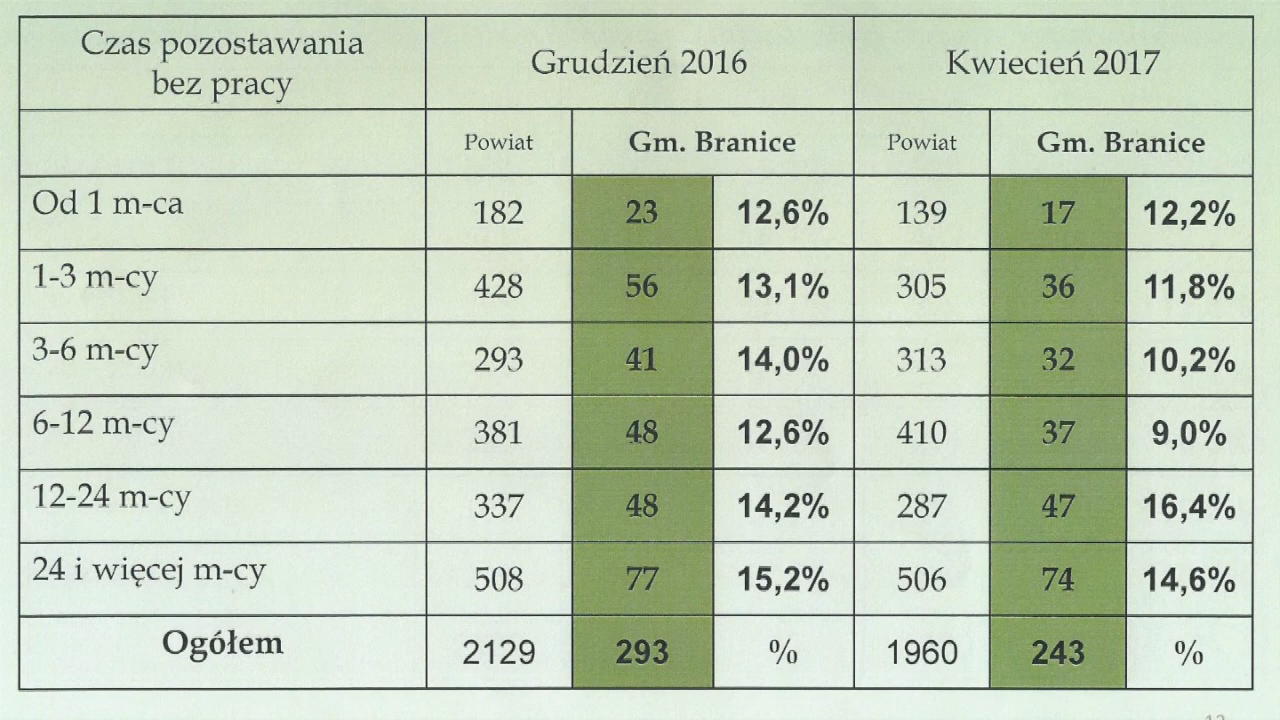 Czas pozostawania bez pracy Grudzień 2016 Kwiecień 2017
Powiat Gm. Branice Powiat Gm. Branice
Od 1 m-ca 182 23 12,6% 139 17 12,2%
1-3 m-cy 428 56 13,1% 305 36 11,8%
3-6 m-cy 293 41 14,0% 313 32 10,2%
6-12 m-cy 381 48 12,6% 410 37 9,0%
12-24 m-cy 337 48 14,2% 287 47 16,4%
24 i więcej m-cy 508 77 15,2% 506 74 14,6%
Ogółem 2129 293 % 1960 243 %